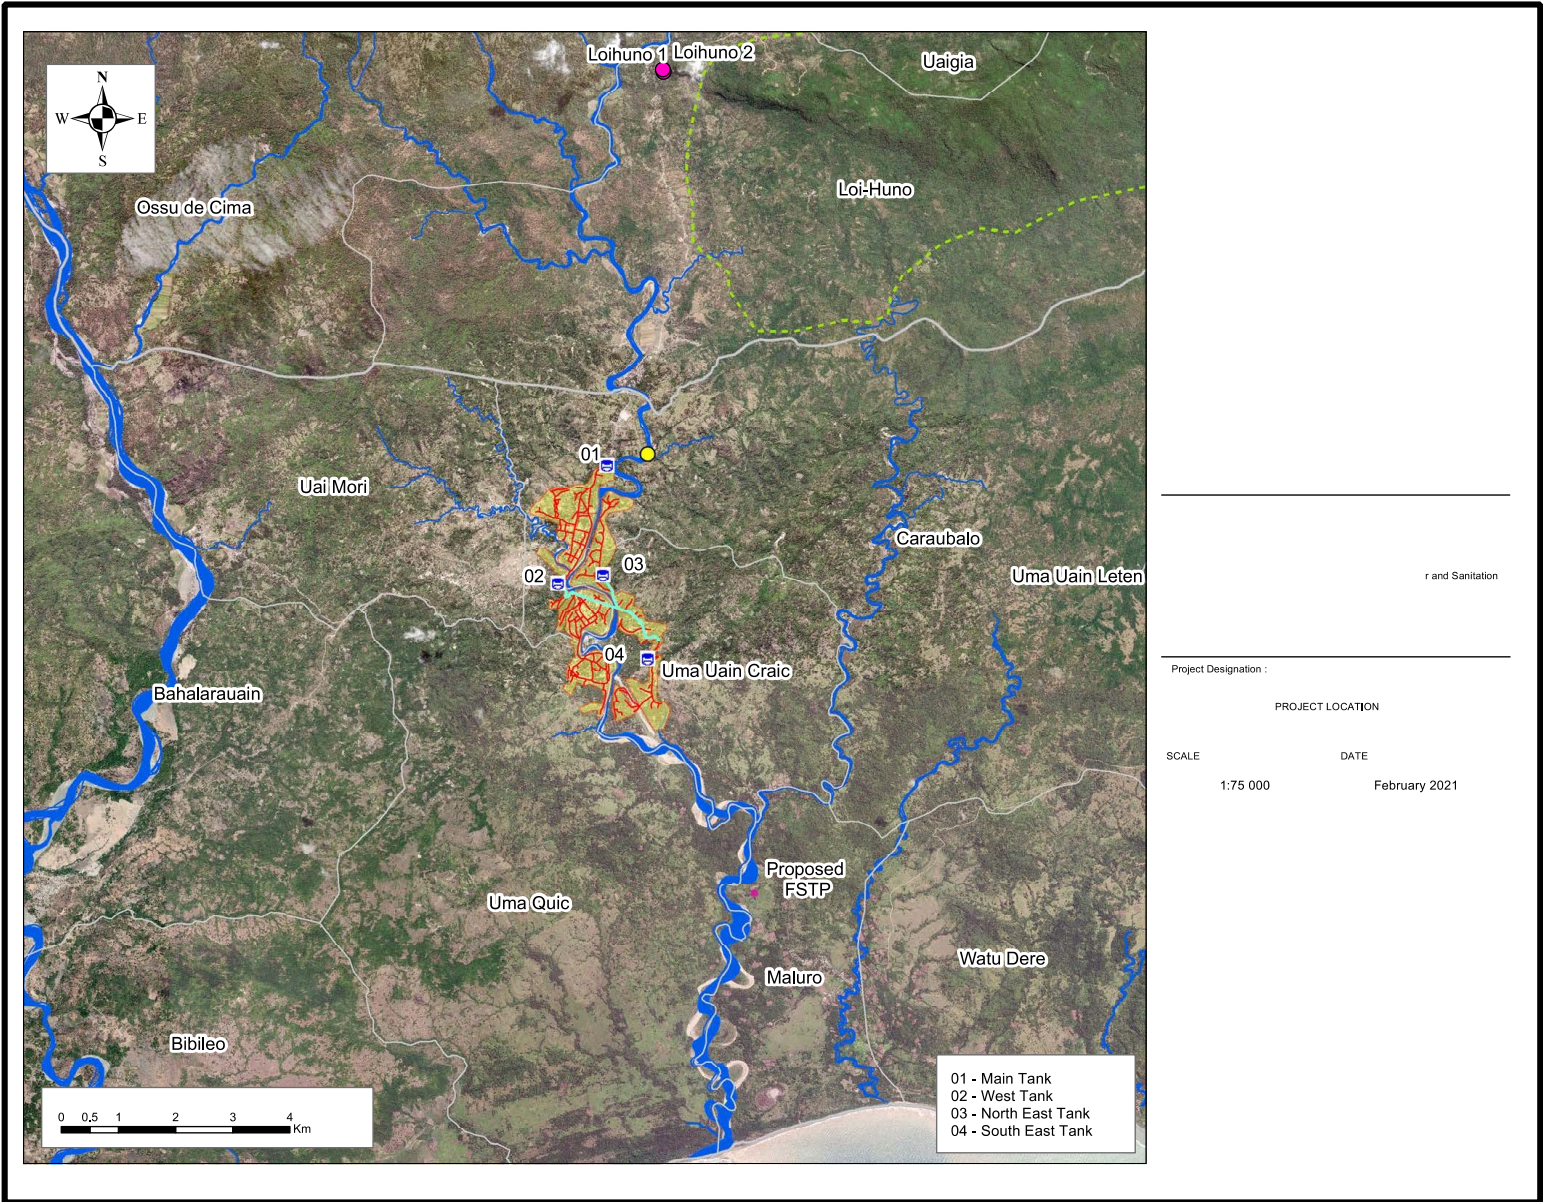 Loihuno 1
Loihuno 2
Uaigia
N
W
E
S
Loi-Huno
Ossu de Cima
01
Uai Mori
Caraubalo
02
03
Uma Uain Leten
r and Sanitation
04
Uma Uain Craic
Project Designation :
Bahalarauain
PROJECT LOCATION
SCALE
DATE
1:75 000
February 2021
Proposed
FSTP
Uma Quic
Watu Dere
Maluro
Bibileo
01 - Main Tank
02 - West Tank
03 - North East Tank
04 - South East Tank
0 0.5 1 2 3 4
Km